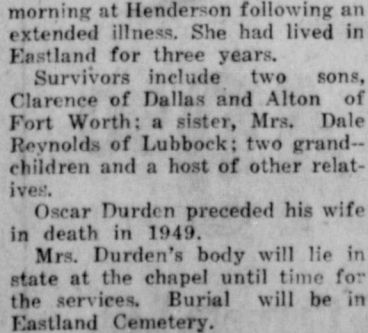 morning at Henderson following an
extended illness. She had lived in
Eastland for three years.
Survivors include two sons,
Clarence of Dallas and Alton of
Fort Worth; a sister, Mrs. Dale
Reynolds of Lubbock; two grand--
children and a host of other relat-
ives.
Oscar Durden preceded his wife
in death in 1949.
Mrs. Durden's body will lie in
state at the chapel until time for
the services. Burial will be in
Eastland Cemetery.